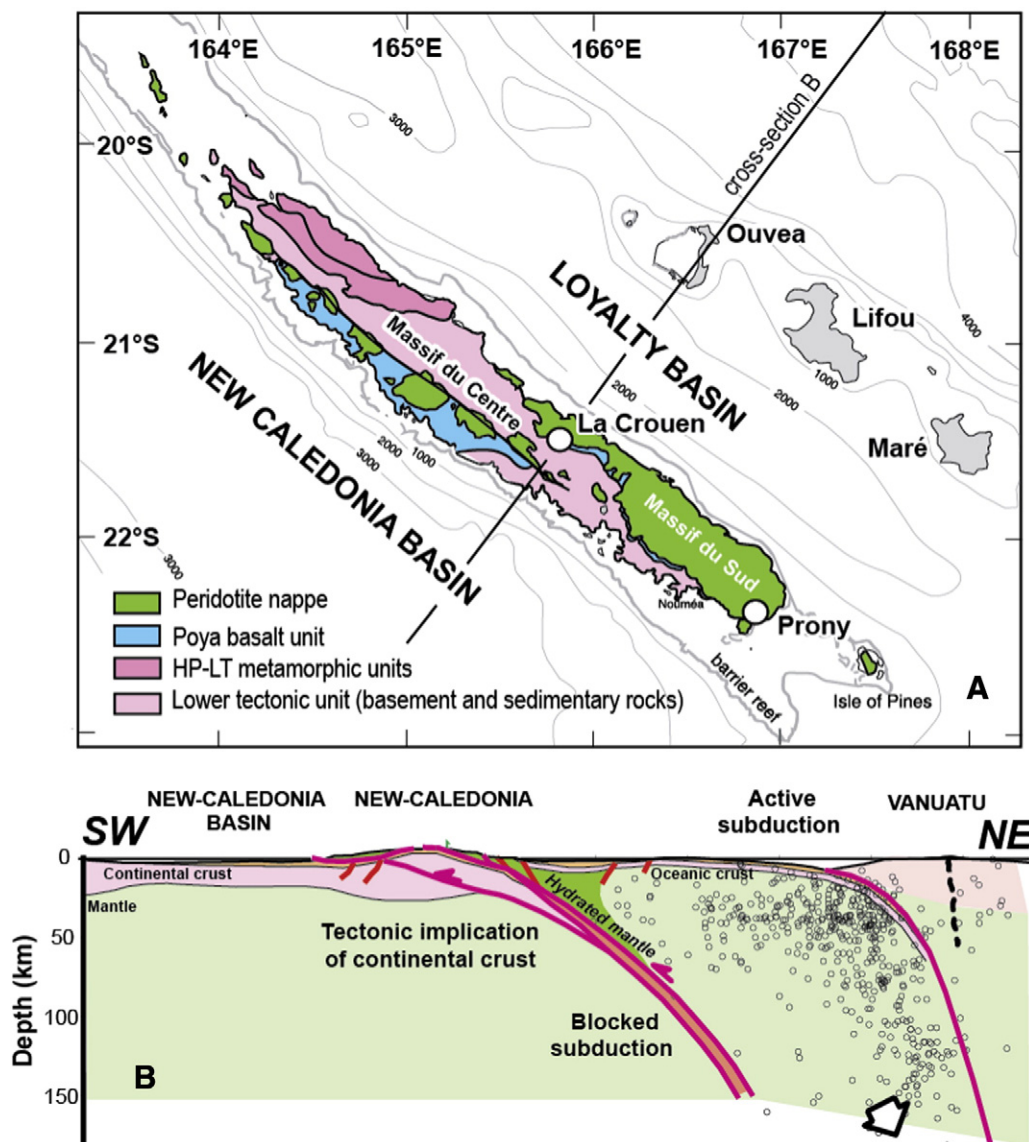 164°E 165°E 166°E 167°E 168°E
20°S
21°S
22°S
3000
cross-section B
Ouvea
Lifou
4000
1000
2000
2000
Maré
LOYALTY BASIN
Massif du Centre
La Crouen
NEW CALEDONIA BASIN
3000
2000
1000
3000
Massif du Sud
Nouméa
Prony
barrier reef
Isle of Pines
A
Peridotite nappe
Poya basalt unit
HP-LT metamorphic units
Lower tectonic unit (basement and sedimentary rocks)
NEW-CALEDONIA
BASIN
NEW-CALEDONIA
Active
subduction
VANUATU
SW
NE
0
50
100
150
Depth (km)
Continental crust
Mantle
Oceanic crust
Hydrated mantle
Tectonic implication
of continental crust
Blocked
subduction
B